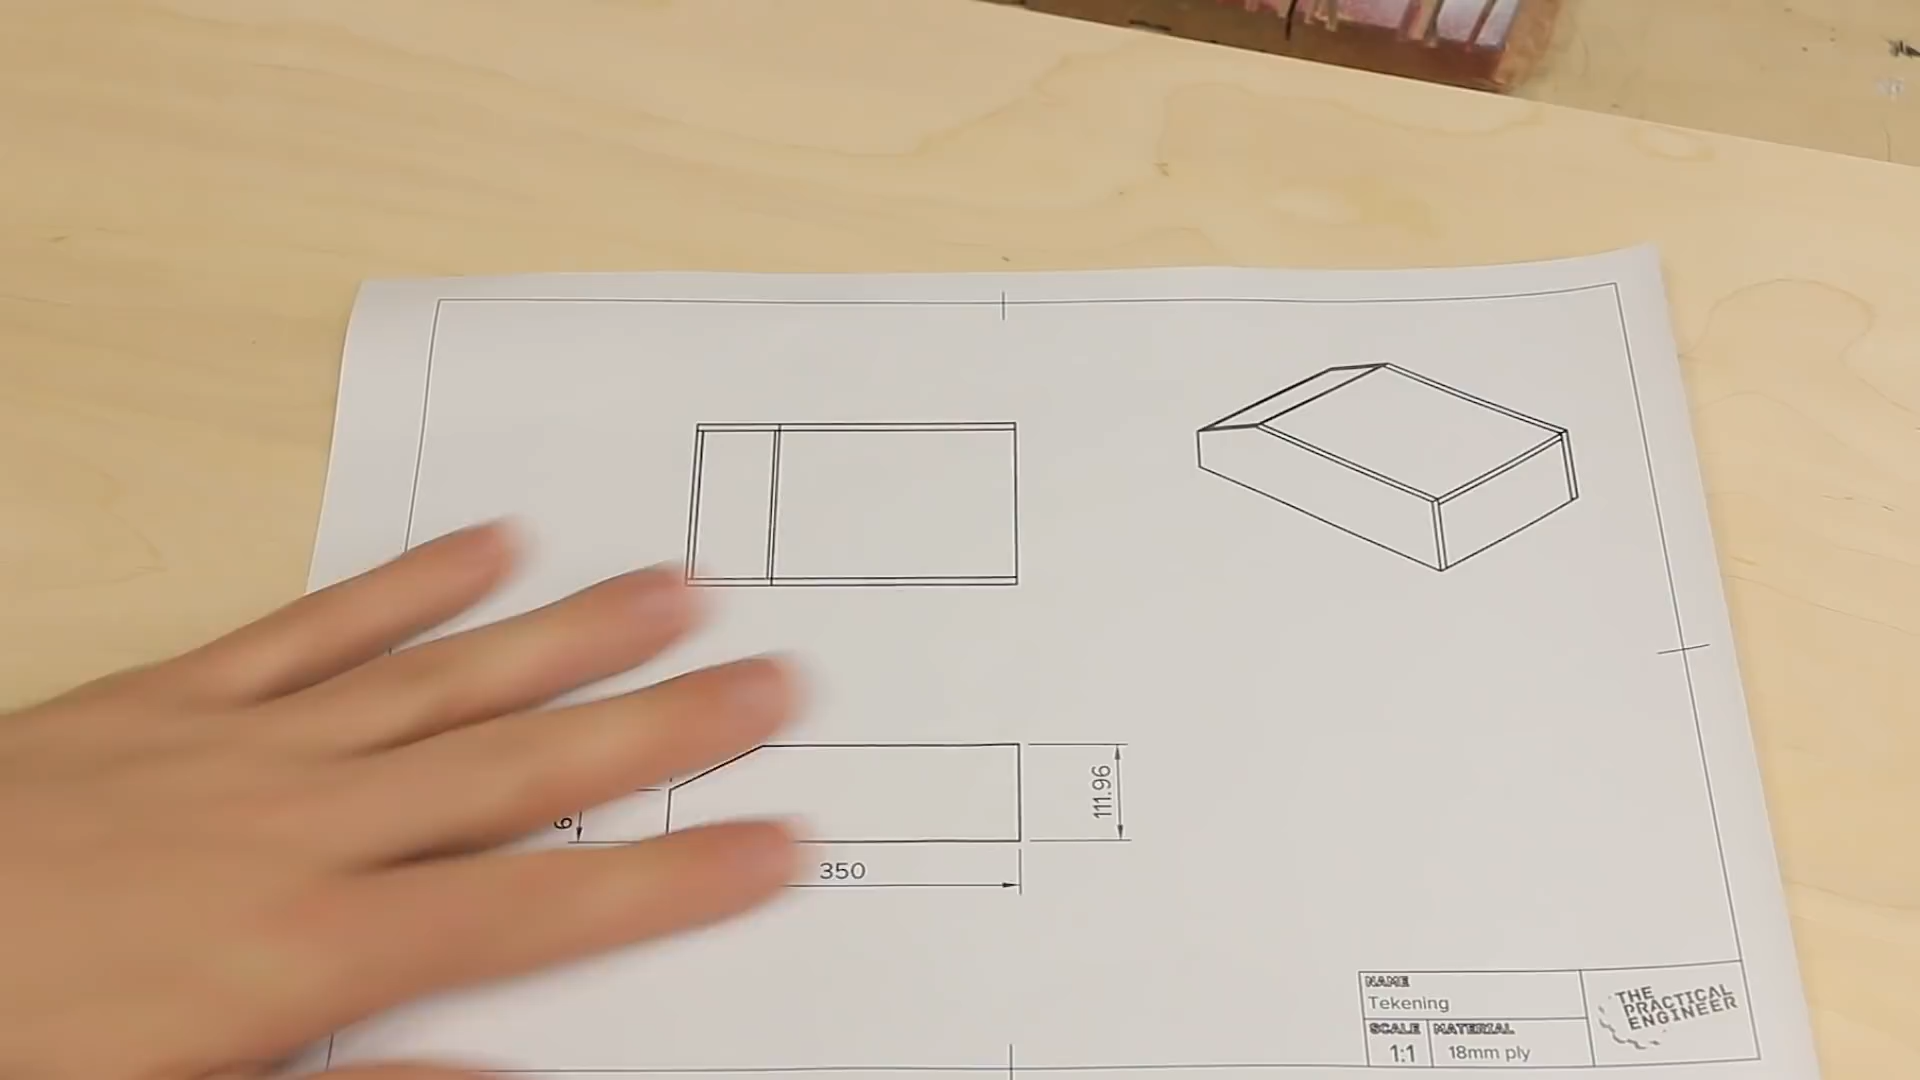 111.96
6
350
NAME
Tekening
SCALE
MATERIAL
1:1
18mm ply
THE
PRACTICAL
ENGINEER